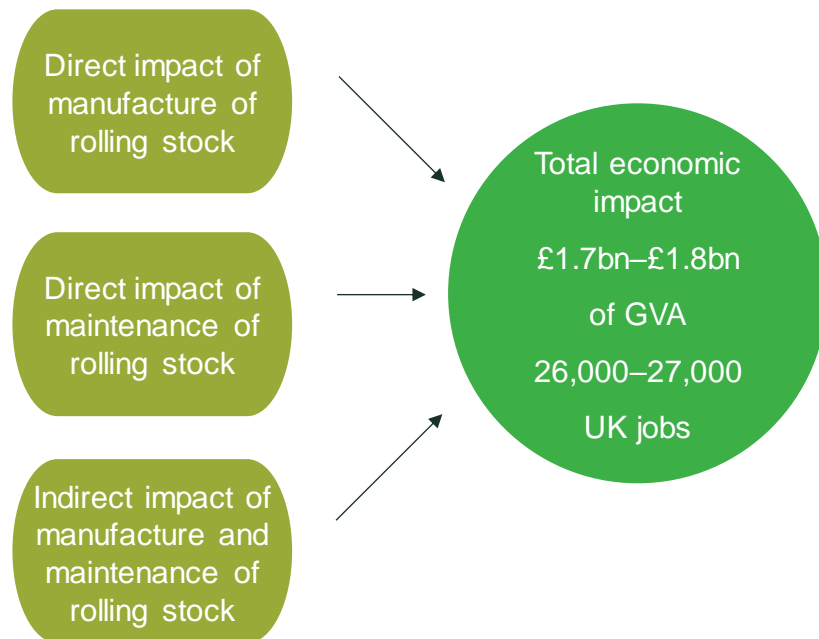 Direct impact of
manufacture of
rolling stock
Direct impact of
maintenance of
rolling stock
Indirect impact of
manufacture and
maintenance of
rolling stock
Total economic
impact
£1.7bn–£1.8bn
of GVA
26,000–27,000
UK jobs